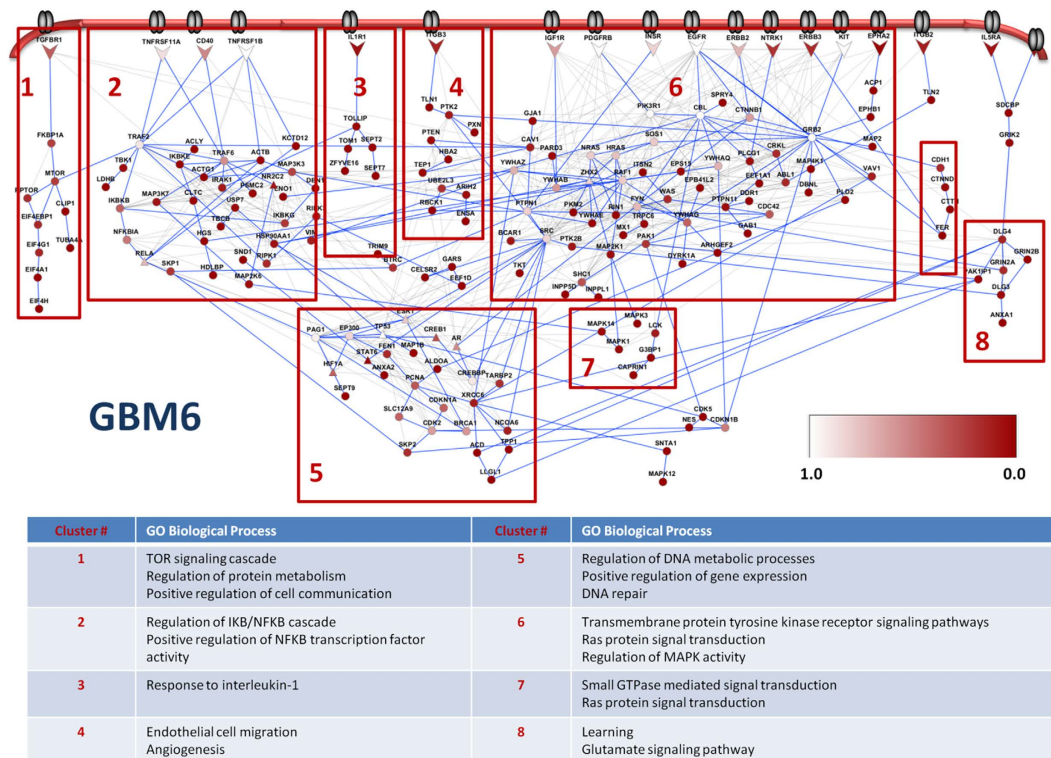 TGFBR1
TNFRSF11A
CD40
TNFRSF1B
IL1R1
ITGB3
IGF1R
PDGFRB
INSR
EGFR
ERBB2
NTRK1
ERBB3
KIT
EPHA2
ITGB2
IL5RA
1
2
3
4
6
FKBP1A
MTOR
RPTOR
CLIP1
EIF4EBP1
EIF4G1
TUBA4A
EIF4A1
EIF4H
TRAF2
ACLY
TBK1
IKBKE
TRAF6
ACTB
KCTD12
ACTG1
NR2C2
MAP3K3
LDHB
IRAK1
MAP3K7
CLTC
PSMC2
ENO1
IKBKB
USP7
TBCB
IKBKG
NFKBIA
HGS
HSP90AA1
VIM
RELA
SND1
RIPK1
SKP1
HDLBP
MAP2K6
TOLLIP
TOM1
SEPT2
ZFYVE16
SEPT7
TRIM9
BTRC
CELSR2
GARS
EEF1D
TLN1
PTK2
PXN
PTEN
HBA2
TEP1
UBE2L3
ARIH2
RBCK1
ENSA
GJA1
CAV1
PARD3
YWHAZ
YWHAB
PTPN1
SRC
BCAR1
PTK2B
TKT
PIK3R1
SPRY4
CBL
CTNNB1
SOS1
GRB2
NRAS
HRAS
ZHX2
RAF1
ITSN2
EPS15
YWHAQ
PLCG1
CRKL
MAP4K1
EPB41L2
EEF1A1
ABL1
DDR1
DBNL
FYN
WAS
PTPN11
CDC42
PLD2
PKM2
YWHAE
RIN1
TRPC6
MX1
PAK1
GAB1
MAP2K1
ARHGEF2
DYRK1A
SHC1
INPP5D
INPPL1
ACP1
EPHB1
MAP2
VAV1
TLN2
CDH1
FER
SDCBP
GRIK2
DLG4
GRIN2B
GRIN2A
PAK1IP1
DLG3
ANXA1
8
PAG1
EP300
TP53
ESR1
CREB1
AR
STAT6
FEN1
MAP1B
HIF1A
ANXA2
ALDOA
CREBBP
TARBP2
SEPT9
PCNA
XRCC6
SLC12A9
CDKN1A
CDK2
BRCA1
NCOA6
SKP2
ACD
TPP1
LLGL1
5
MAPK14
MAPK3
LCK
MAPK1
G3BP1
CAPRIN1
7
NES
CDK5
CDKN1B
SNTA1
MAPK12
GBM6
1.0
0.0
Cluster #
GO Biological Process
Cluster #
GO Biological Process
1
TOR signaling cascade
Regulation of protein metabolism
Positive regulation of cell communication
5
Regulation of DNA metabolic processes
Positive regulation of gene expression
DNA repair
2
Regulation of IKB/NFKB cascade
Positive regulation of NFKB transcription factor
activity
6
Transmembrane protein tyrosine kinase receptor signaling pathways
Ras protein signal transduction
Regulation of MAPK activity
3
Response to interleukin-1
7
Small GTPase mediated signal transduction
Ras protein signal transduction
4
Endothelial cell migration
Angiogenesis
8
Learning
Glutamate signaling pathway